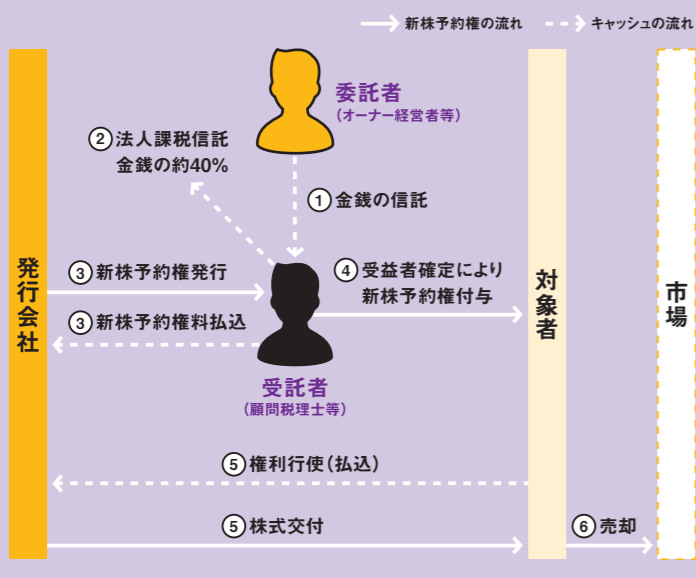 新株予約権の流れ
キャッシュの流れ
委託者
(オーナー経営者等)
②法人課税信託
金銭の約40%
①金銭の信託
発行会社
③新株予約権発行
④受益者確定により
新株予約権付与
対象者
市場
③新株予約権料払込
受託者
(顧問税理士等)
⑤権利行使(払込)
⑤株式交付
⑥売却